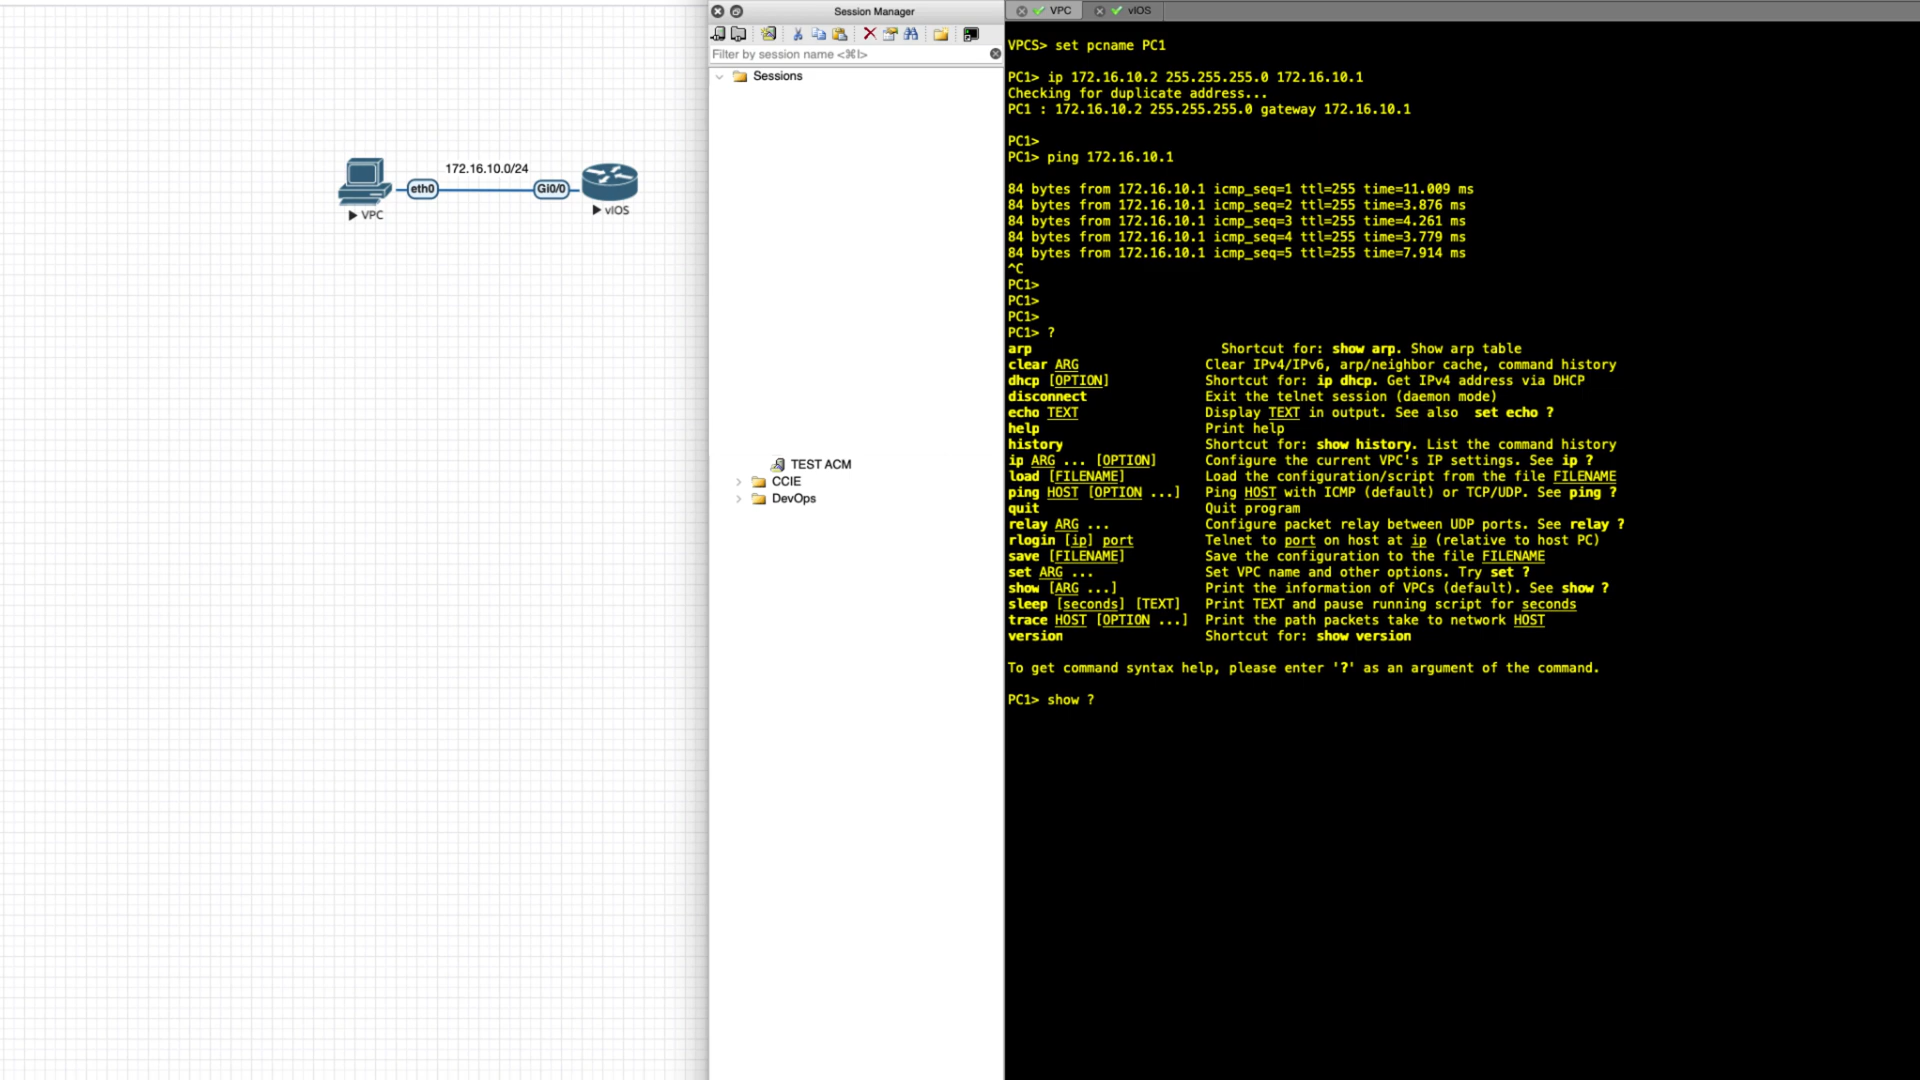 172.16.10.0/24
eth0
Gi0/0
VPC
vIOS
Session Manager
Filter by session name <⌘I>
Sessions
TEST ACM
CCIE
DevOps
VPC
vIOS
VPCS> set pcname PC1
PC1> ip 172.16.10.2 255.255.255.0 172.16.10.1
Checking for duplicate address...
PC1 : 172.16.10.2 255.255.255.0 gateway 172.16.10.1
PC1>
PC1> ping 172.16.10.1
84 bytes from 172.16.10.1 icmp_seq=1 ttl=255 time=11.009 ms
84 bytes from 172.16.10.1 icmp_seq=2 ttl=255 time=3.876 ms
84 bytes from 172.16.10.1 icmp_seq=3 ttl=255 time=4.261 ms
84 bytes from 172.16.10.1 icmp_seq=4 ttl=255 time=3.779 ms
84 bytes from 172.16.10.1 icmp_seq=5 ttl=255 time=7.914 ms
^C
PC1>
PC1>
PC1>
PC1> ?
arp Shortcut for: show arp. Show arp table
clear ARG Clear IPv4/IPv6, arp/neighbor cache, command history
dhcp [OPTION] Shortcut for: ip dhcp. Get IPv4 address via DHCP
disconnect Exit the telnet session (daemon mode)
echo TEXT Display TEXT in output. See also set echo ?
help Print help
history Shortcut for: show history. List the command history
ip ARG ... [OPTION] Configure the current VPC's IP settings. See ip ?
load [FILENAME] Load the configuration/script from the file FILENAME
ping HOST [OPTION ...] Ping HOST with ICMP (default) or TCP/UDP. See ping ?
quit Quit program
relay ARG ... Configure packet relay between UDP ports. See relay ?
rlogin [ip] port Telnet to port on host at ip (relative to host PC)
save [FILENAME] Save the configuration to the file FILENAME
set ARG ... Set VPC name and other options. Try set ?
show [ARG ...] Print the information of VPCs (default). See show ?
sleep [seconds] [TEXT] Print TEXT and pause running script for seconds
trace HOST [OPTION ...] Print the path packets take to network HOST
version Shortcut for: show version
To get command syntax help, please enter '?' as an argument of the command.
PC1> show ?